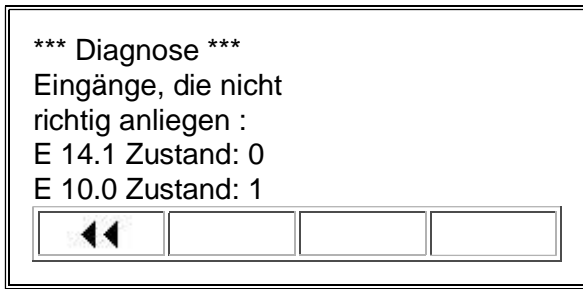 *** Diagnose ***
Eingänge, die nicht
richtig anliegen :
E 14.1 Zustand: 0
E 10.0 Zustand: 1